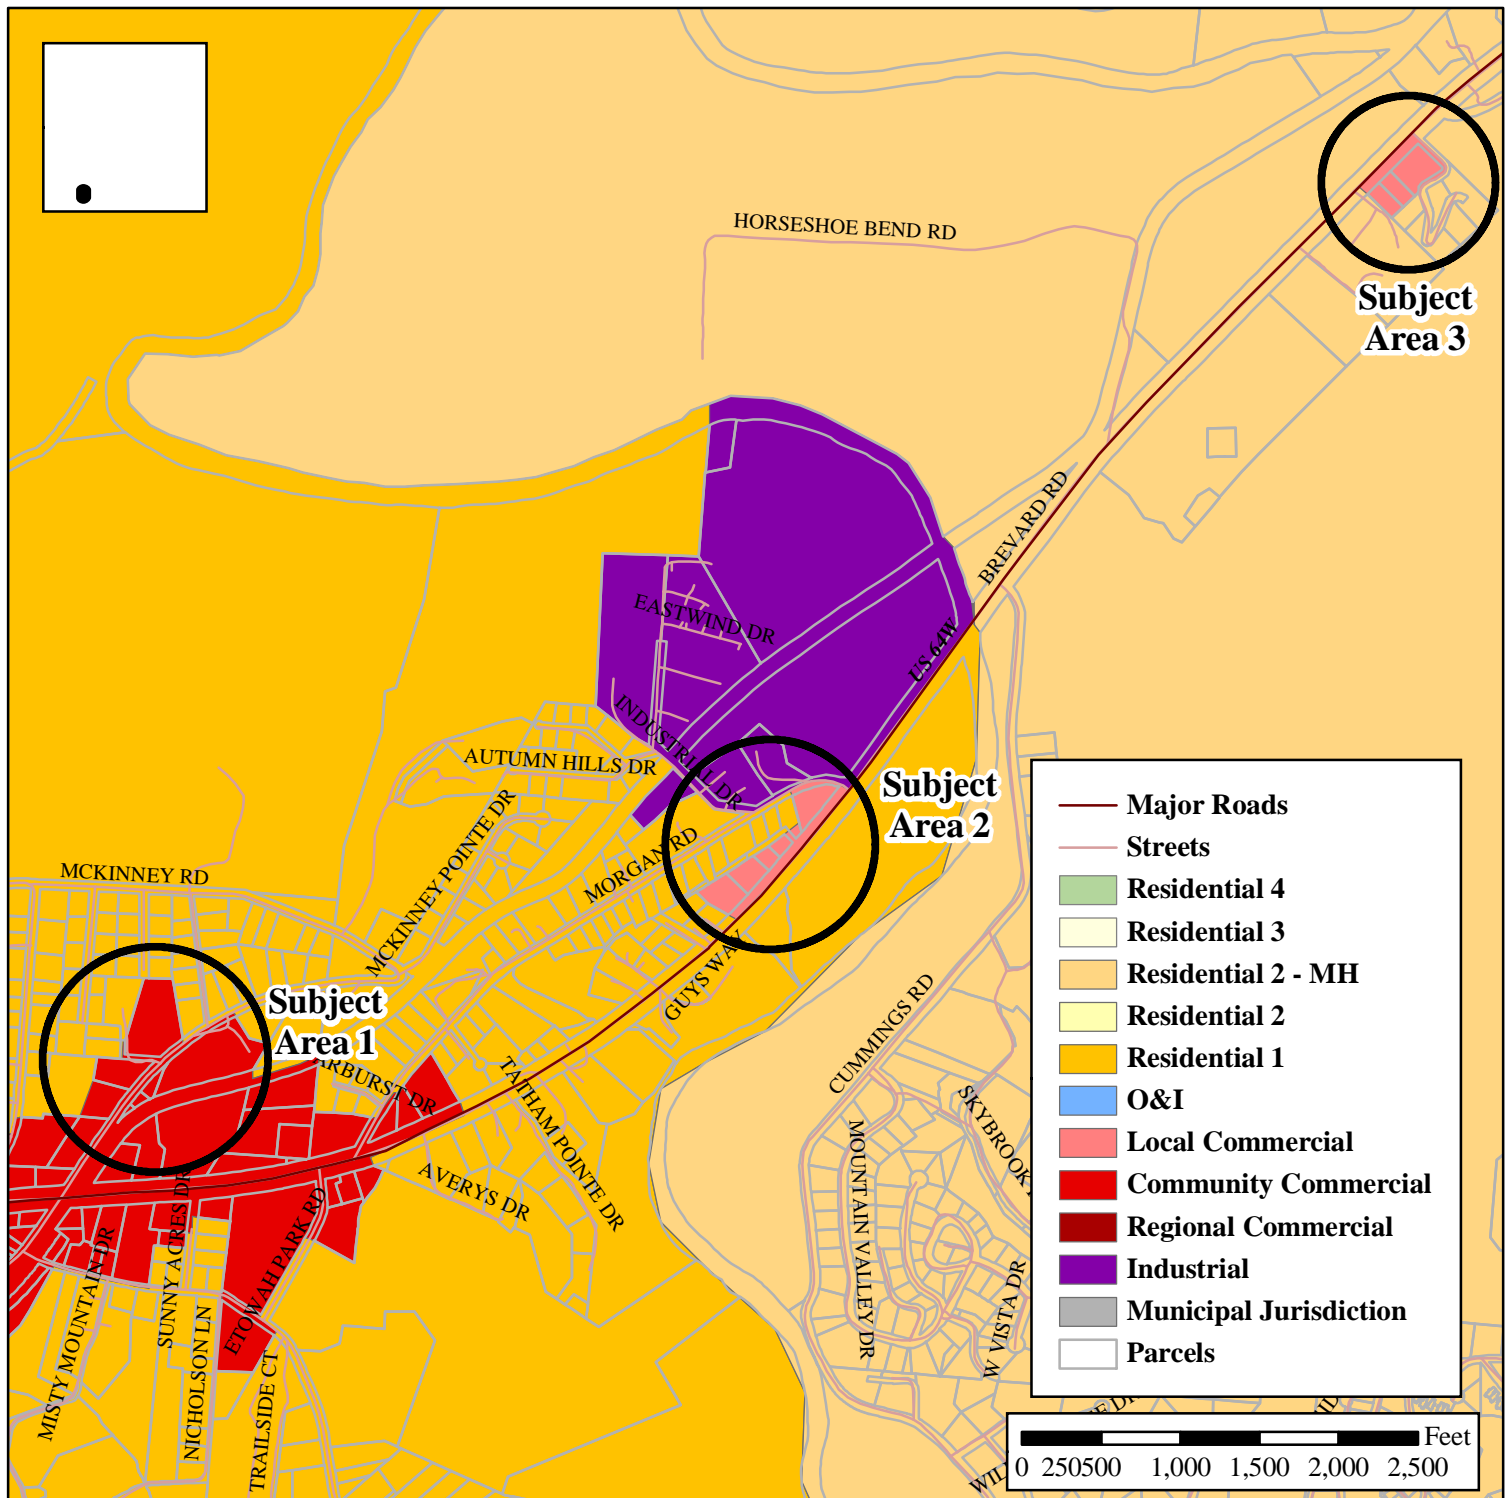 HORSESHOE BEND RD
Subject
Area 3
BREVARD RD
EASTWIND DR
US 64W
INDUSTRIAL DR
AUTUMN HILLS DR
Subject
Area 2
MCKINNEY POINTE DR
MORGAN RD
MCKINNEY RD
GUYS WAY
Subject
Area 1
ARBURST DR
TATHAM POINTE DR
CUMMINGS RD
SKYBROOK
AVERYS DR
MOUNTAIN VALLEY DR
W VISTA DR
ETOWAH PARK RD
SUNNY ACRES DR
MISTY MOUNTAIN DR
NICHOLSON LN
TRAILSIDE CT
Major Roads
Streets
Residential 4
Residential 3
Residential 2 - MH
Residential 2
Residential 1
O&I
Local Commercial
Community Commercial
Regional Commercial
Industrial
Municipal Jurisdiction
Parcels
Feet
0 250500 1,000 1,500 2,000 2,500